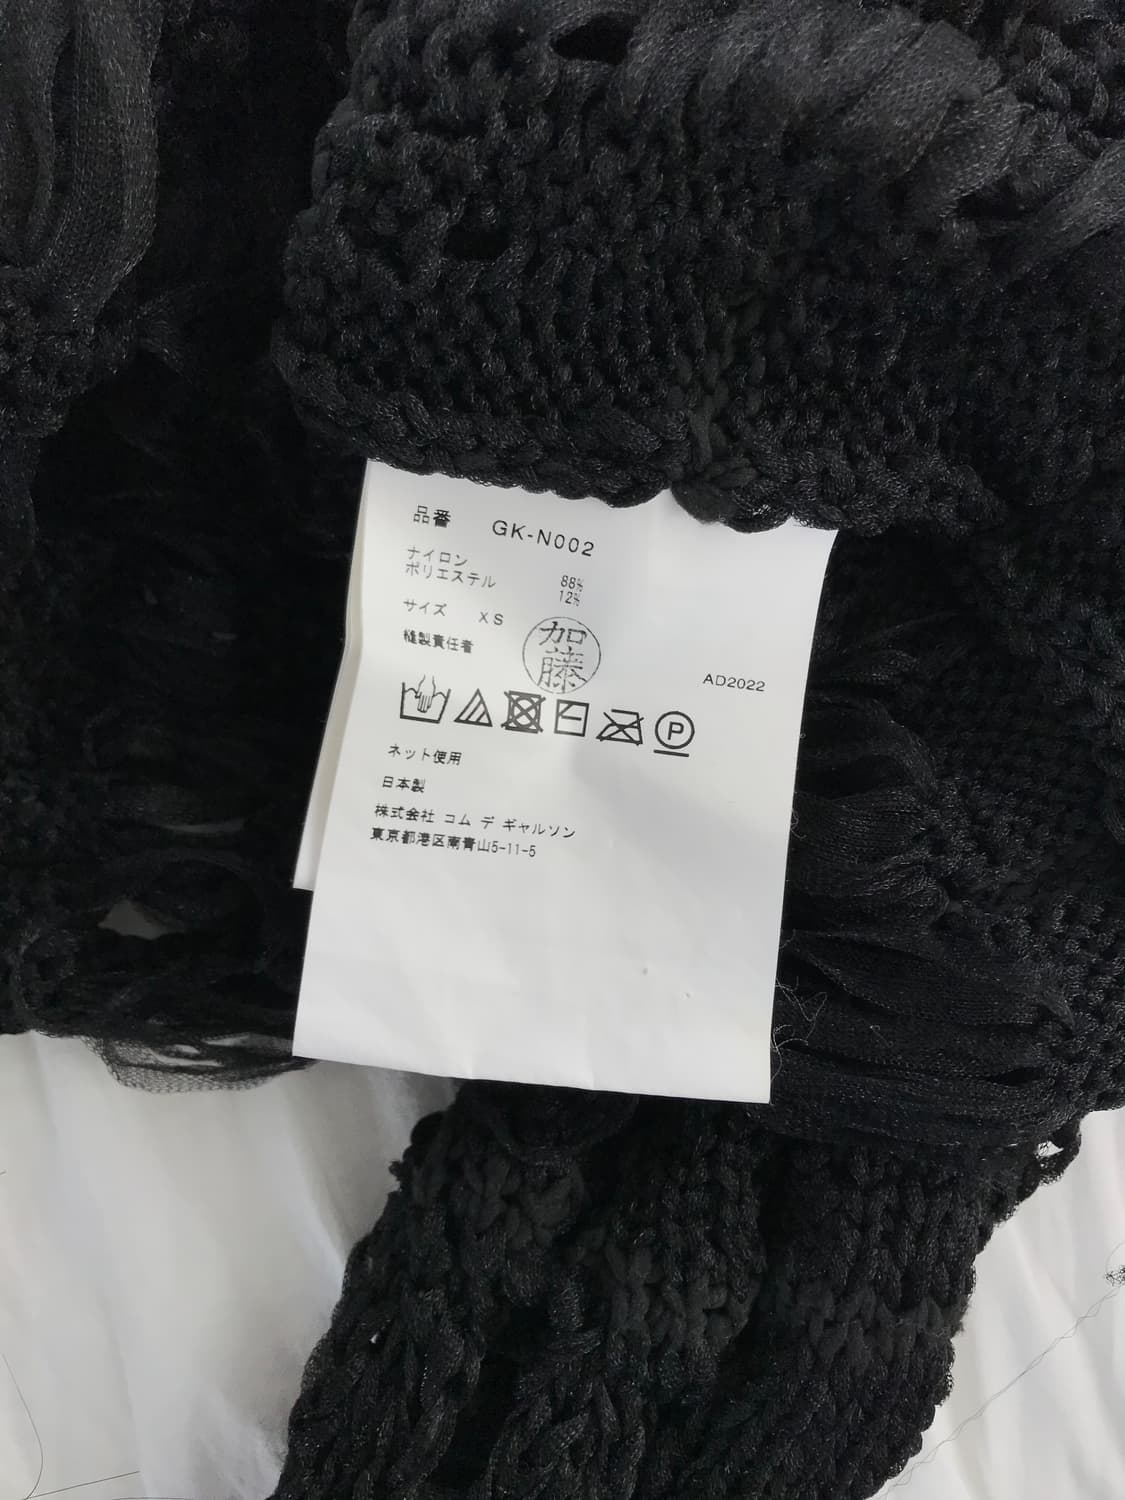 品番 GK-N002
ナイロン 88%
ポリエステル 12%
サイズ XS
縫製責任者 加藤
AD2022
P
ネット使用
日本製
株式会社 コム デ ギャルソン
東京都港区南青山5-11-5